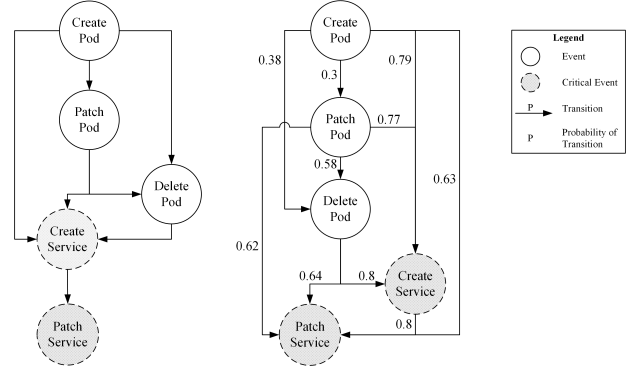 Create
Pod
Patch
Pod
Delete
Pod
Create
Service
Patch
Service
Create
Pod
0.38
0.79
0.3
Patch
Pod
0.77
0.58
0.63
Delete
Pod
0.62
0.64
0.8
Create
Service
0.8
Patch
Service
Legend
Event
Critical Event
P
Transition
P
Probability of
Transition